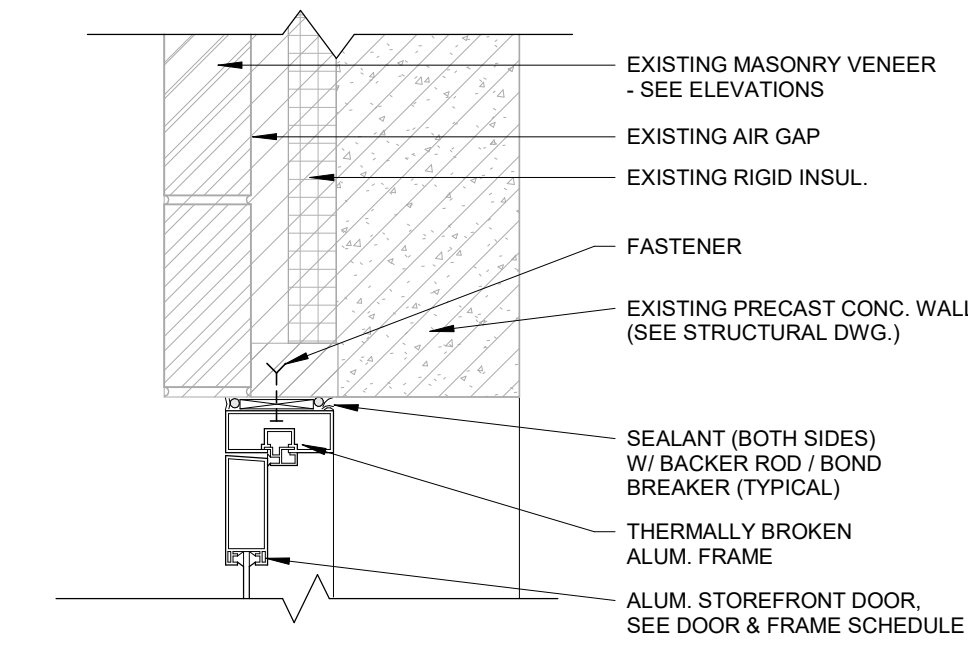 EXISTING MASONRY VENEER
- SEE ELEVATIONS
EXISTING AIR GAP
EXISTING RIGID INSUL.
FASTENER
EXISTING PRECAST CONC. WALL
(SEE STRUCTURAL DWG.)
SEALANT (BOTH SIDES)
W/ BACKER ROD / BOND
BREAKER (TYPICAL)
THERMALLY BROKEN
ALUM. FRAME
ALUM. STOREFRONT DOOR,
SEE DOOR & FRAME SCHEDULE